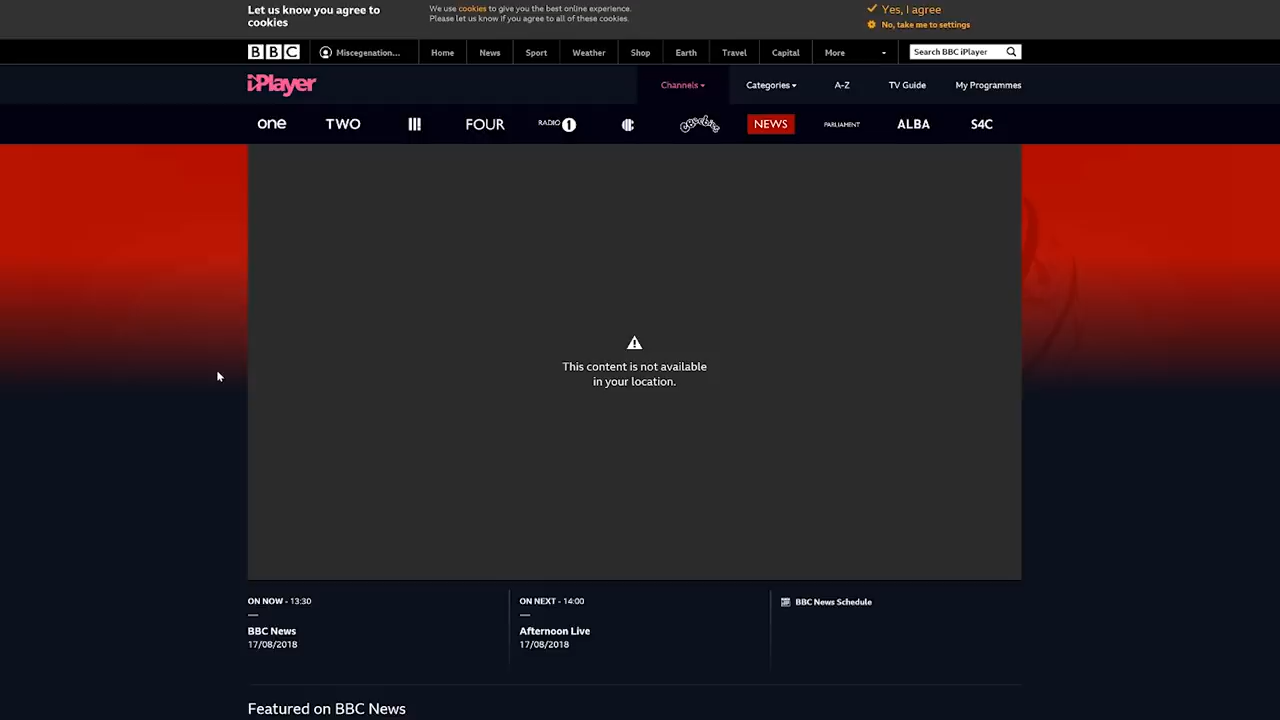 Let us know you agree to
cookies
We use cookies to give you the best online experience.
Please let us know if you agree to all of these cookies.
Yes, I agree
No, take me to settings
BBC
Miscegenation...
Home
News
Sport
Weather
Shop
Earth
Travel
Capital
More
Search BBC iPlayer
iPlayer
Channels
Categories
A-Z
TV Guide
My Programmes
one
TWO
III
FOUR
RADIO 1
CBeebies
NEWS
PARLIAMENT
ALBA
S4C
This content is not available
in your location.
ON NOW - 13:30
BBC News
17/08/2018
ON NEXT - 14:00
Afternoon Live
17/08/2018
BBC News Schedule
Featured on BBC News